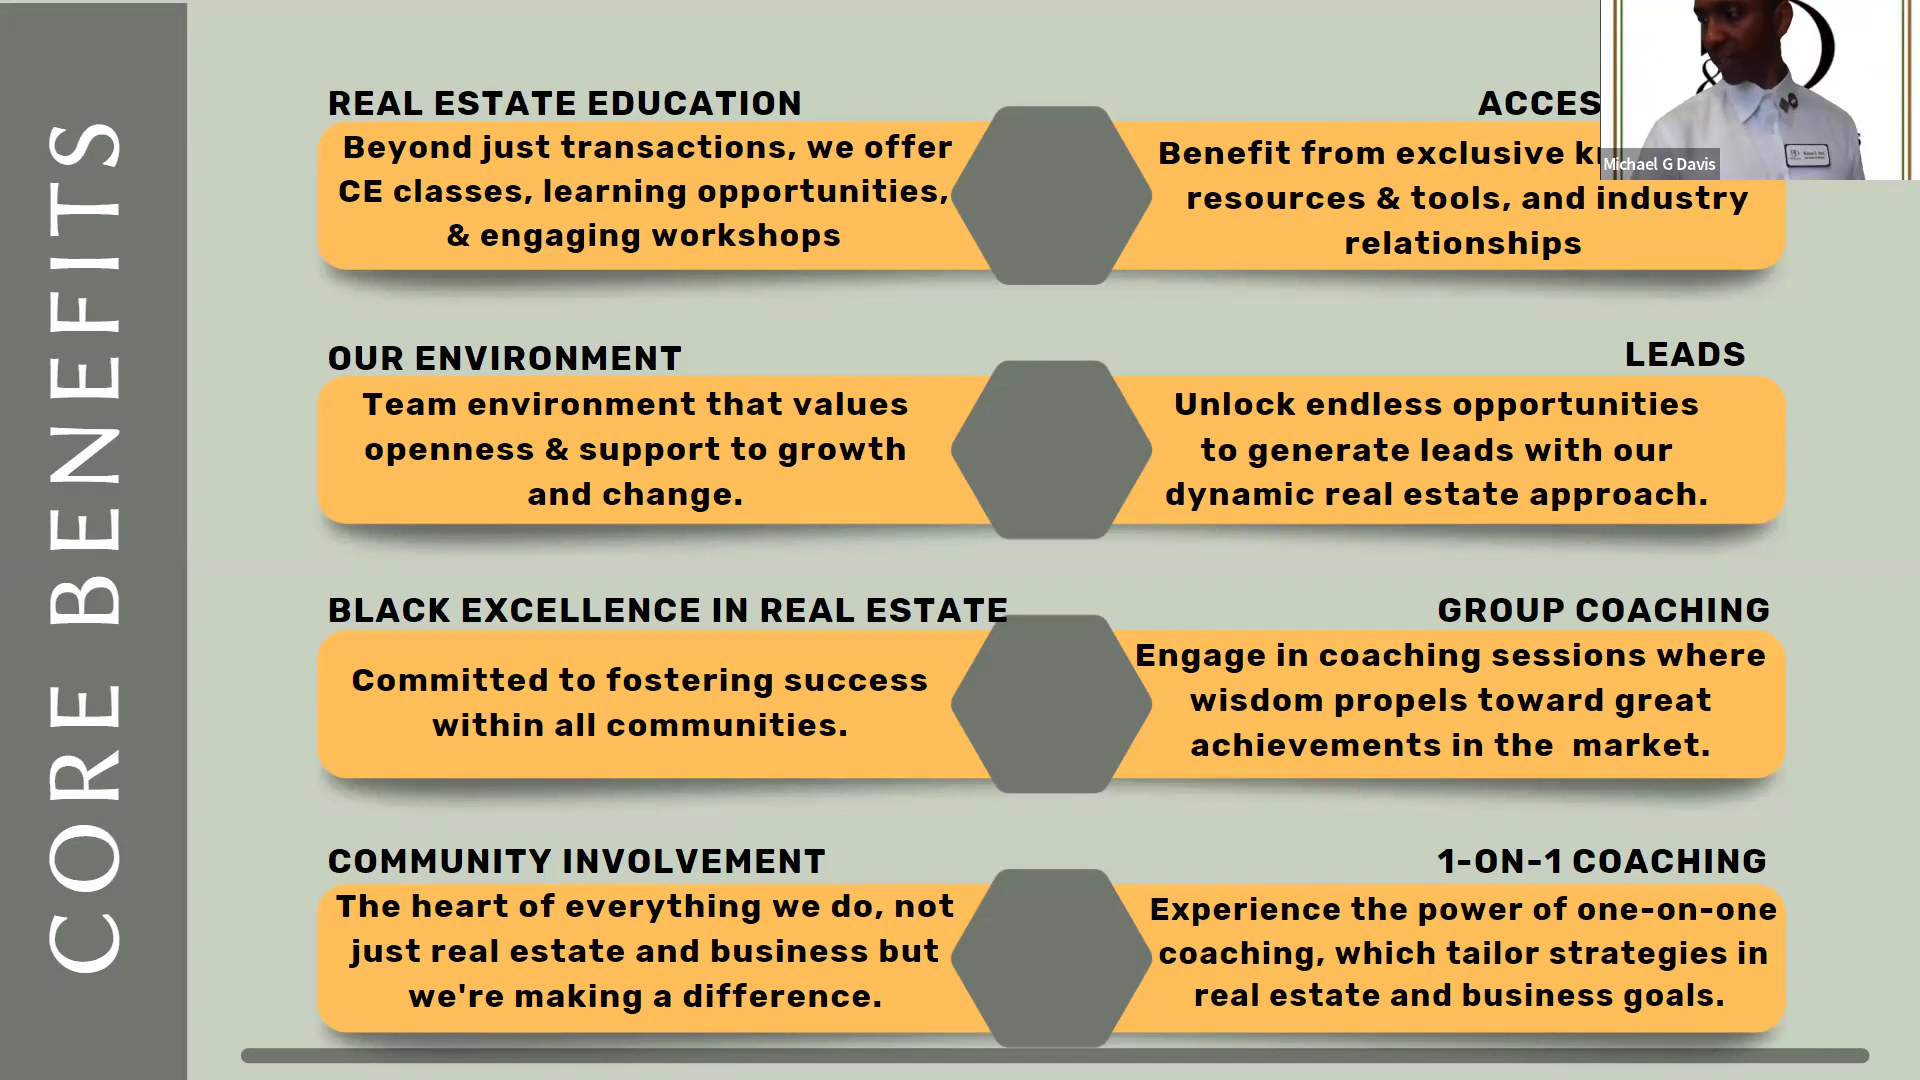 CORE BENEFITS
REAL ESTATE EDUCATION
Beyond just transactions, we offer
CE classes, learning opportunities,
& engaging workshops
OUR ENVIRONMENT
Team environment that values
openness & support to growth
and change.
BLACK EXCELLENCE IN REAL ESTATE
Committed to fostering success
within all communities.
COMMUNITY INVOLVEMENT
The heart of everything we do, not
just real estate and business but
we're making a difference.
Benefit from exclusive
resources & tools, and industry
relationships
LEADS
Unlock endless opportunities
to generate leads with our
dynamic real estate approach.
GROUP COACHING
Engage in coaching sessions where
wisdom propels toward great
achievements in the market.
1-ON-1 COACHING
Experience the power of one-on-one
coaching, which tailor strategies in
real estate and business goals.
Michael G Davis